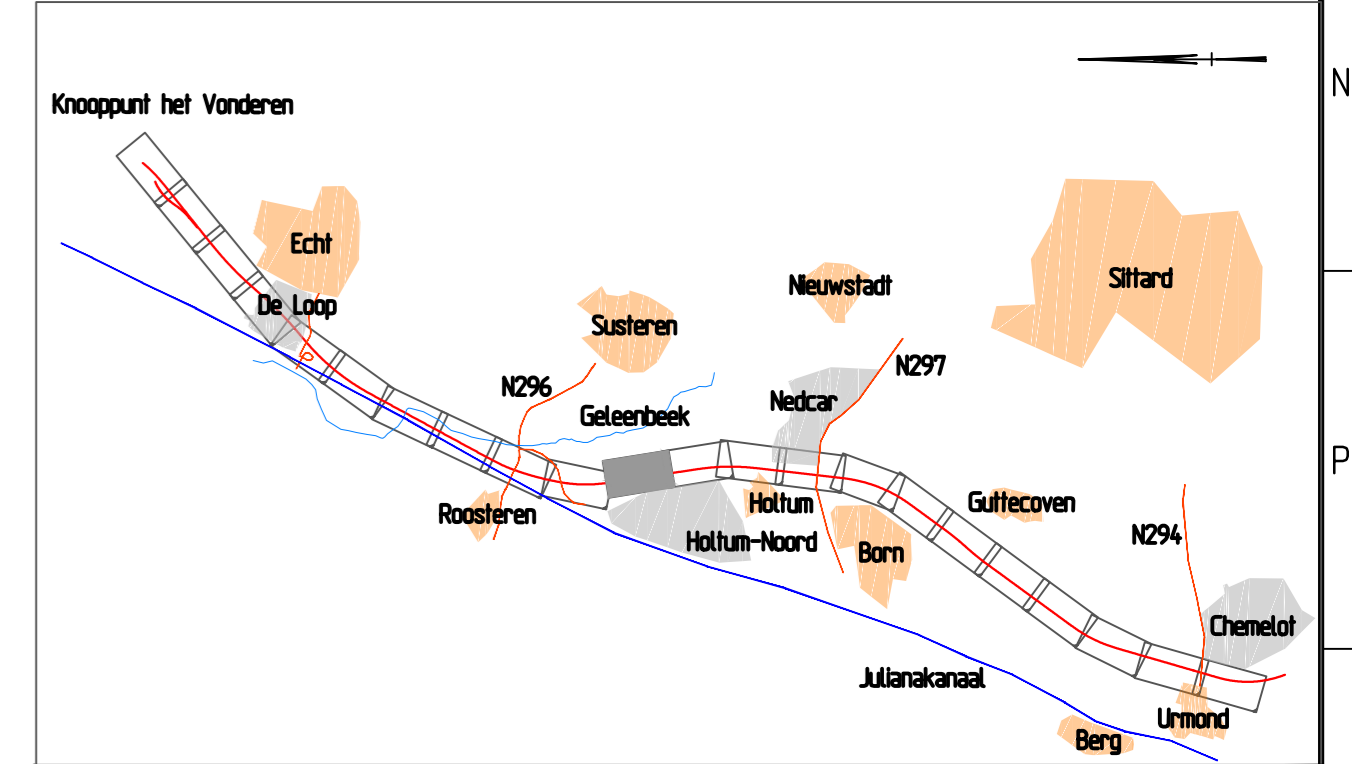 N
Knooppunt het Vonderen
Echt
Sittard
Nieuwstadt
De Loop
Susteren
N297
N296
Nedcar
Geleenbeek
P
Holtum
Guttecoven
Roosteren
N294
Holtum-Noord
Born
Chemelot
Julianakanaal
Urmond
Berg